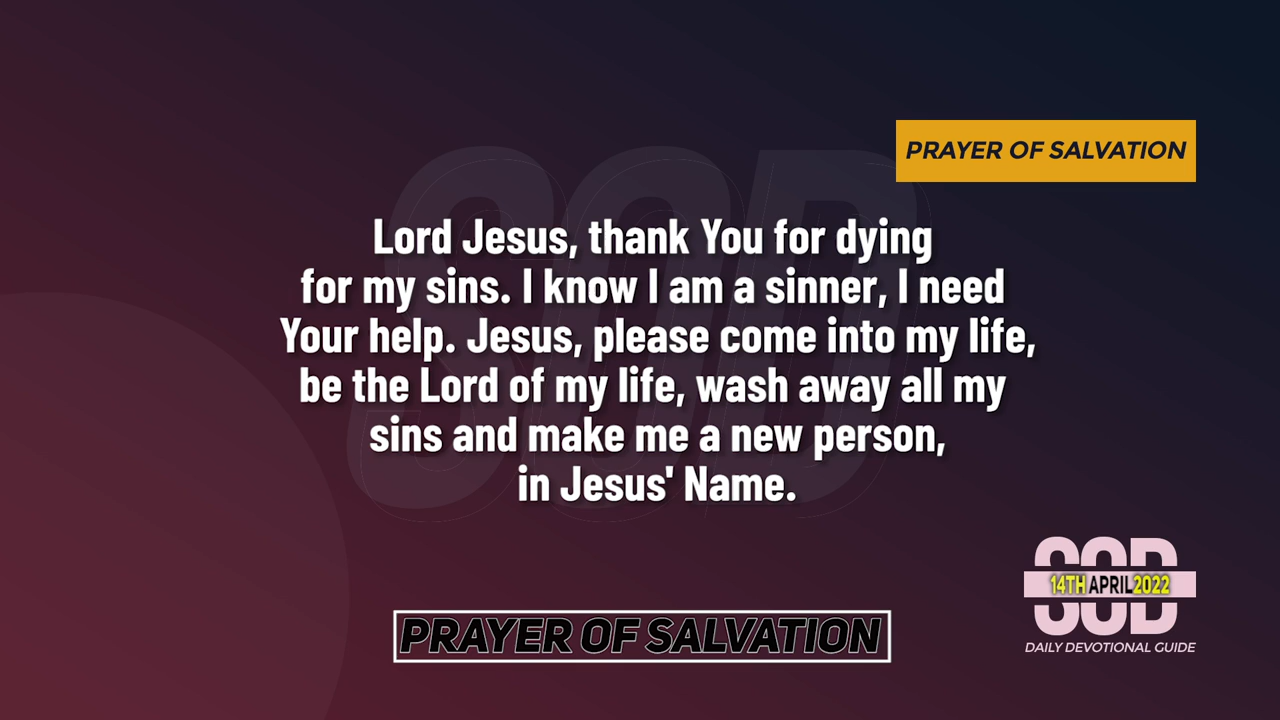 PRAYER OF SALVATION
Lord Jesus, thank You for dying
for my sins. I know I am a sinner, I need
Your help. Jesus, please come into my life,
be the Lord of my life, wash away all my
sins and make me a new person,
in Jesus' Name.
SOD
14TH APRIL 2022
DAILY DEVOTIONAL GUIDE
PRAYER OF SALVATION